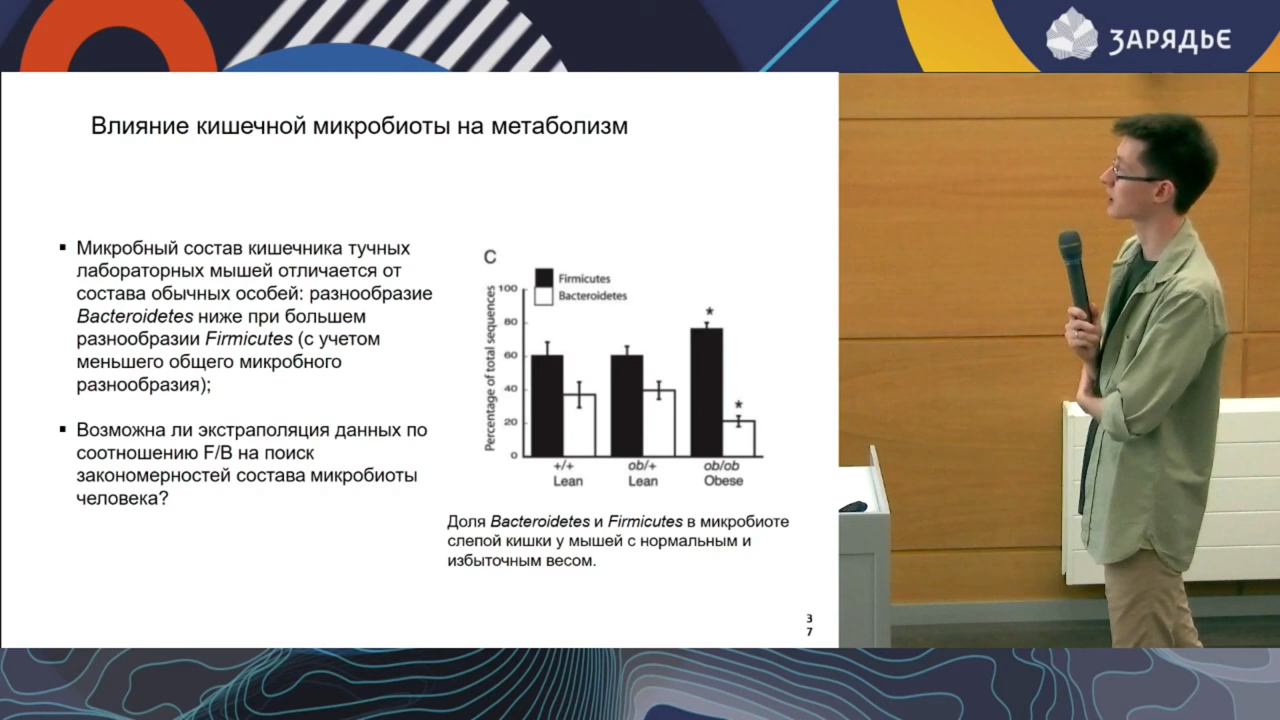 ЗАРЯДЬЕ
Влияние кишечной микробиоты на метаболизм
▪ Микробный состав кишечника тучных
лабораторных мышей отличается от
состава обычных особей: разнообразие
Bacteroidetes ниже при большем
разнообразии Firmicutes (с учетом
меньшего общего микробного
разнообразия);
▪ Возможна ли экстраполяция данных по
соотношению F/B на поиск
закономерностей состава микробиоты
человека?
C
Firmicutes
Bacteroidetes
Percentage of total sequences
100
80
60
40
20
0
*
*
+/+
Lean
ob/+
Lean
ob/ob
Obese
Доля Bacteroidetes и Firmicutes в микробиоте
слепой кишки у мышей с нормальным и
избыточным весом.
3
7